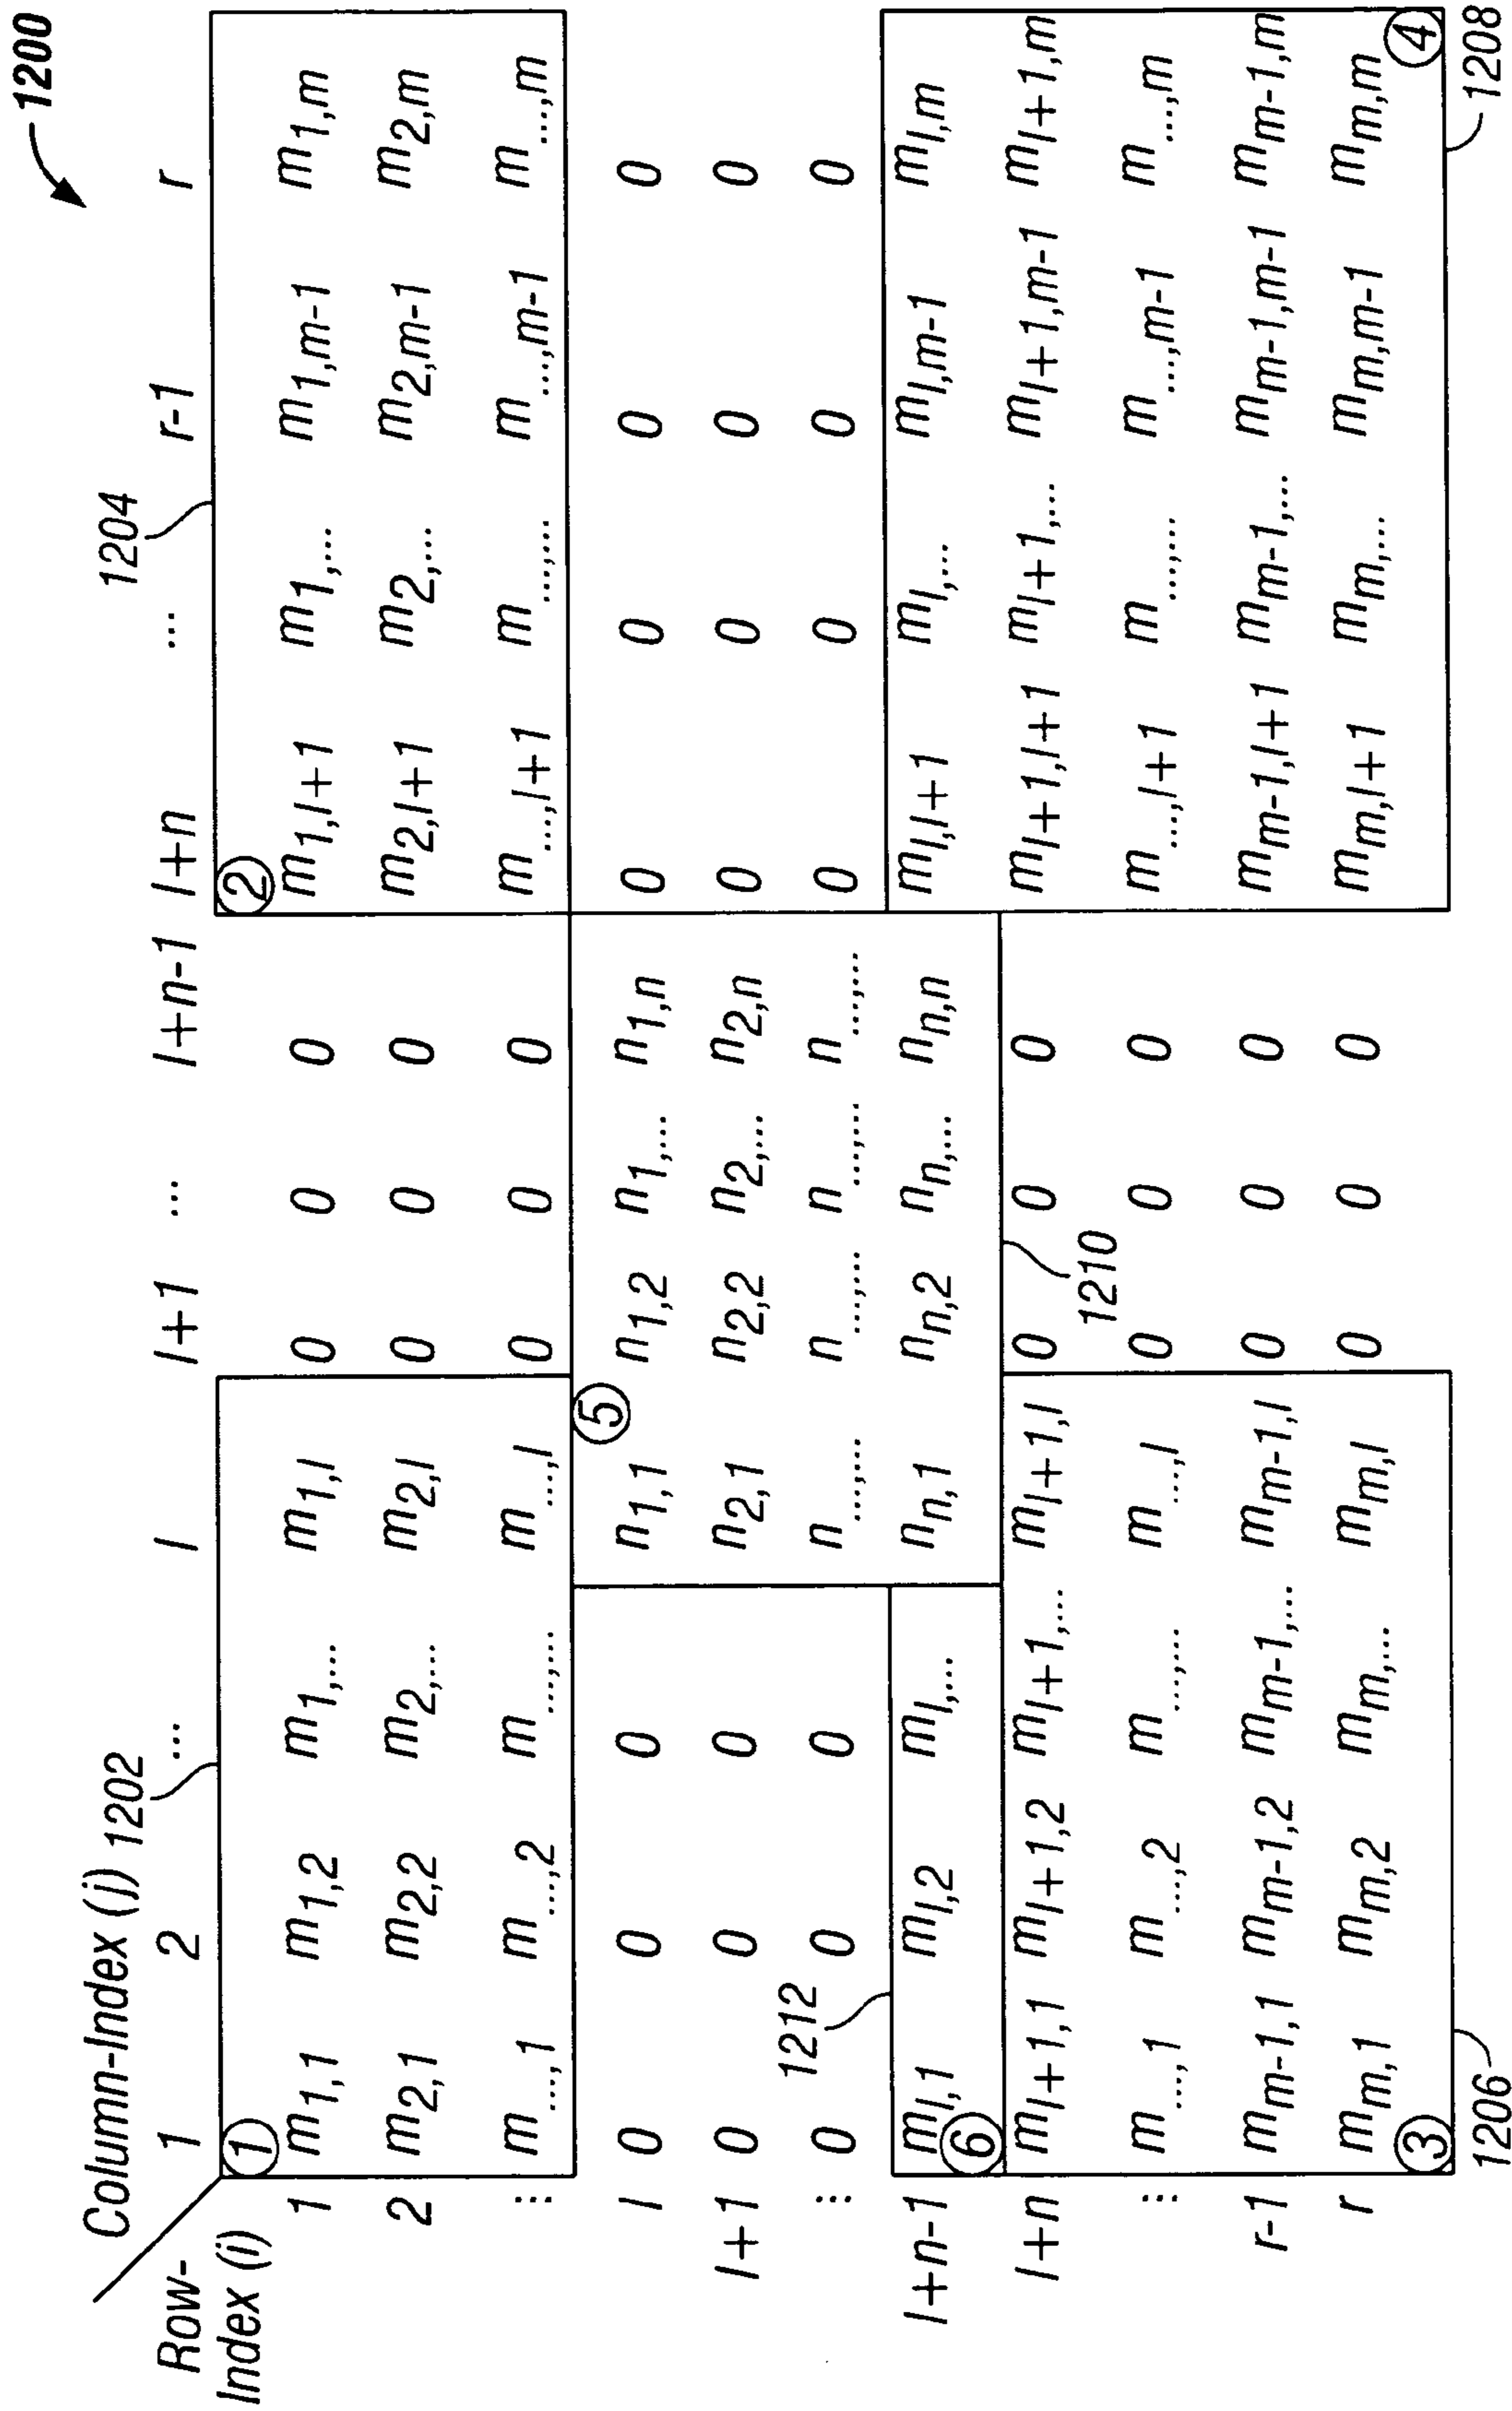 1200
Column-Index (j) 1202 1204
Row-Index (i)
1 2 ... l l+1 ... l+n-1 l+n ... r-1 r
① ②
1 m1,1 m1,2 m1,... m1,l 0 0 0 m1,l+1 m1,... m1,m-1 m1,m
2 m2,1 m2,2 m2,... m2,l 0 0 0 m2,l+1 m2,... m2,m-1 m2,m
⋮ m...,1 m...,2 m...,... m...,l 0 0 0 m...,l+1 m...,... m...,m-1 m...,m
⑤
l 0 0 0 n1,1 n1,2 n1,... n1,n 0 0 0 0
l+1 0 0 0 n2,1 n2,2 n2,... n2,n 0 0 0 0
⋮ 0 0 0 n...,... n...,... n...,... n...,... 0 0 0 0
1212
l+n-1 ml,1 ml,2 ml,... nn,1 nn,2 nn,... nn,n ml,l+1 ml,... ml,m-1 ml,m
⑥
l+n ml+1,1 ml+1,2 ml+1,... ml+1,l 0 0 0 ml+1,l+1 ml+1,... ml+1,m-1 ml+1,m
1210
⋮ m...,1 m...,2 m...,... m...,l 0 0 0 m...,l+1 m...,... m...,m-1 m...,m
r-1 mm-1,1 mm-1,2 mm-1,... mm-1,l 0 0 0 mm-1,l+1 mm-1,... mm-1,m-1 mm-1,m
r mm,1 mm,2 mm,... mm,l 0 0 0 mm,l+1 mm,... mm,m-1 mm,m
③ ④
1206 1208